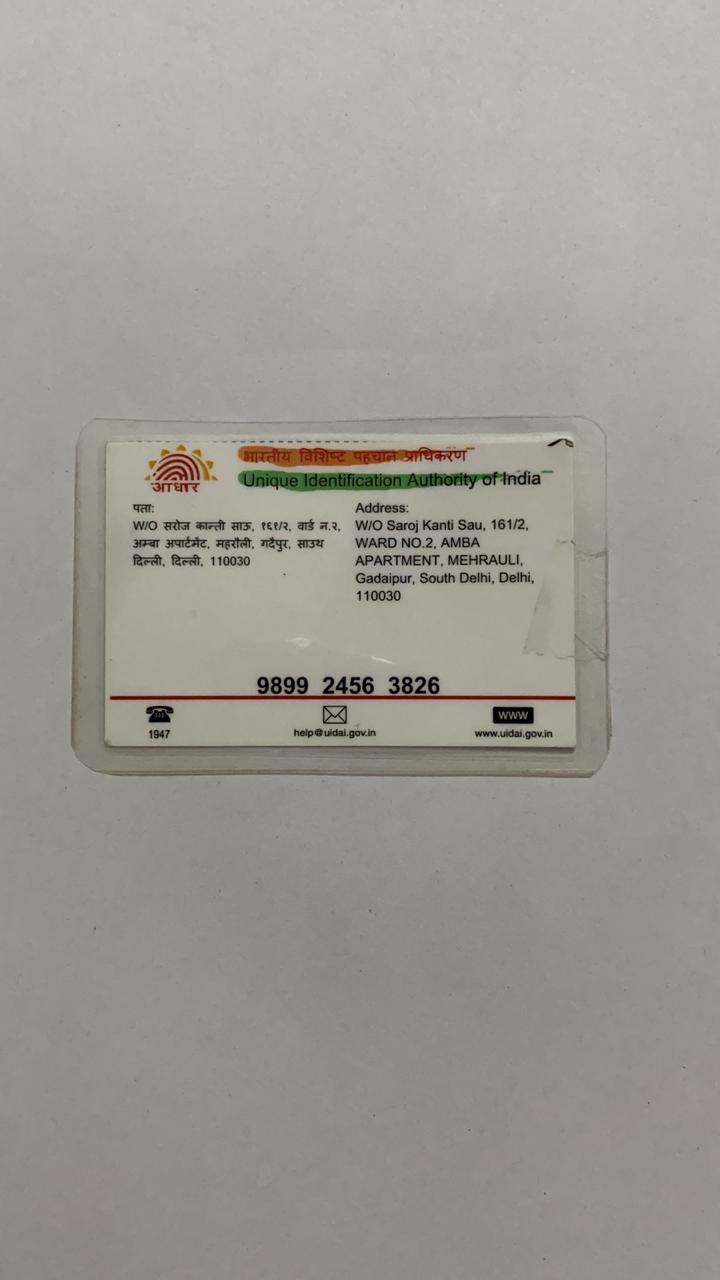 भारतीय विशिष्ट पहचान प्राधिकरण
Unique Identification Authority of India
आधार
पता:
W/O सरोज कान्ती साऊ, १६१/२, वार्ड न.२,
अम्बा अपार्टमेंट, महरौली, गदैपुर, साउथ
दिल्ली, दिल्ली, 110030
Address:
W/O Saroj Kanti Sau, 161/2,
WARD NO.2, AMBA
APARTMENT, MEHRAULI,
Gadaipur, South Delhi, Delhi,
110030
9899 2456 3826
1947
help@uidai.gov.in
WWW
www.uidai.gov.in